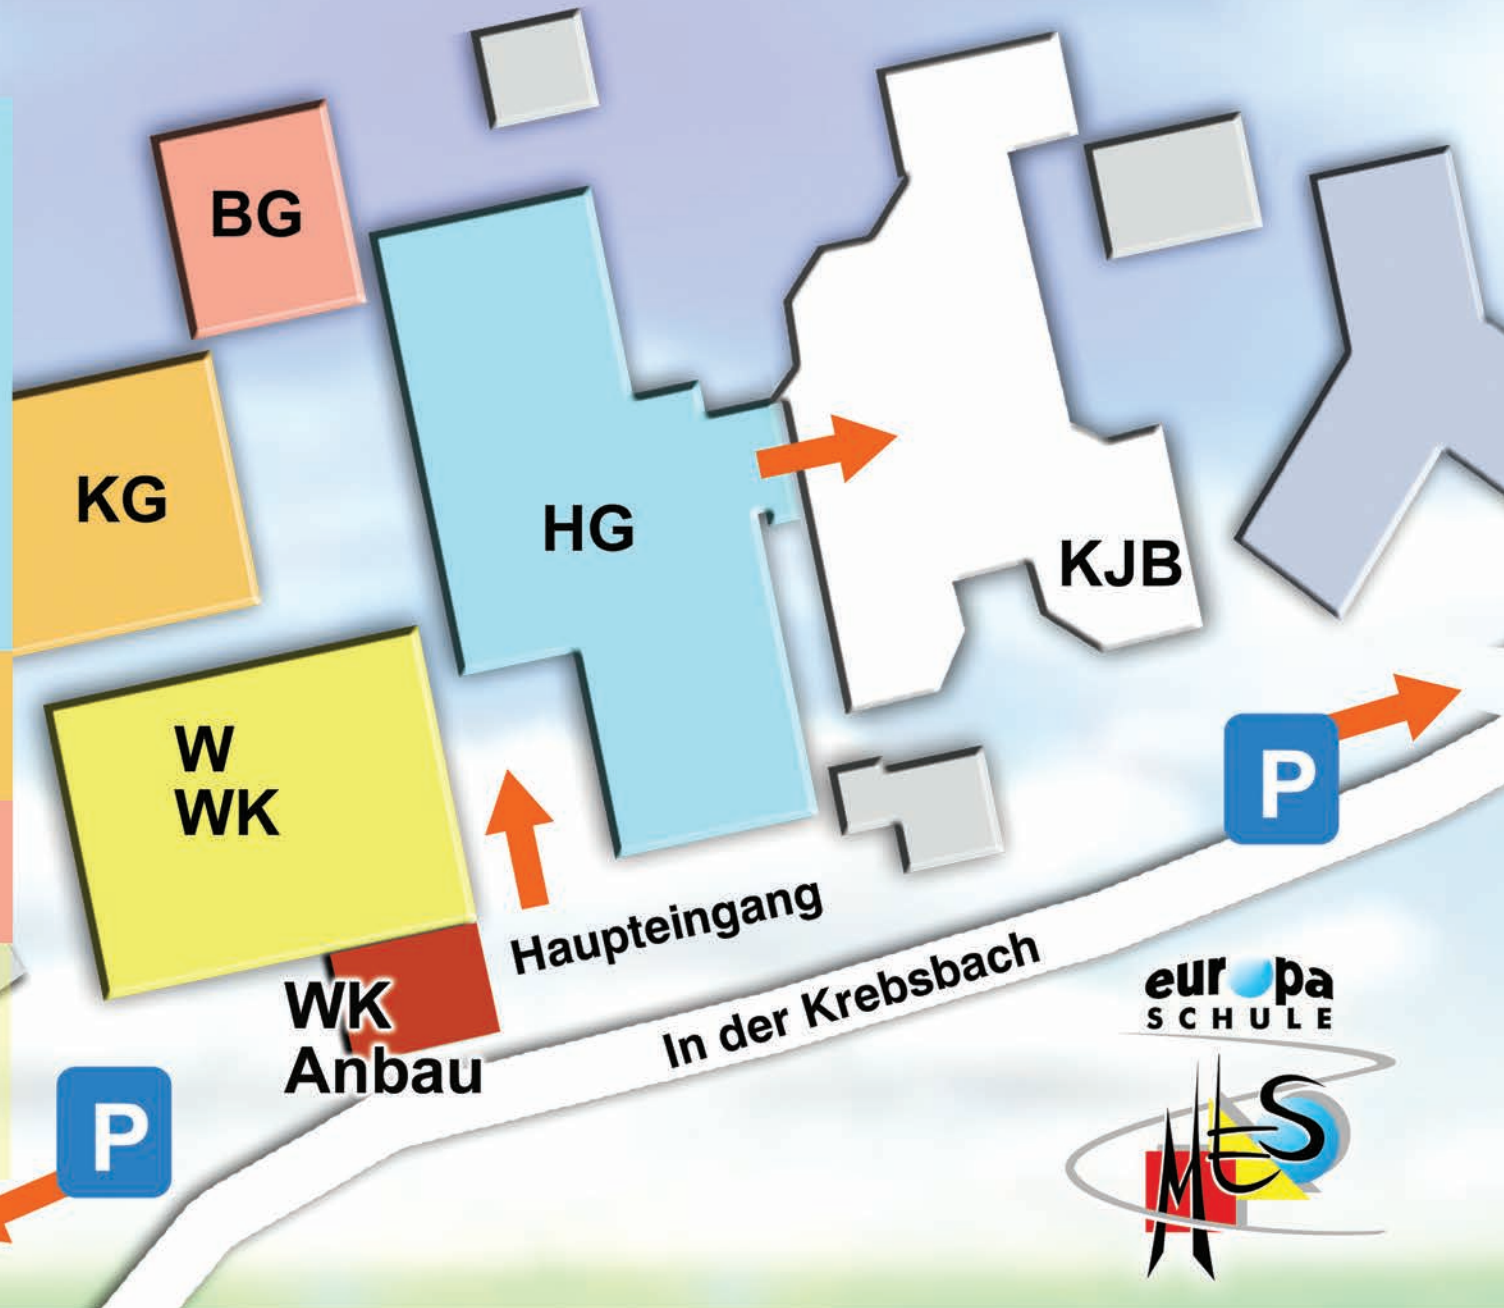 BG
KG
HG
KJB
W
WK
P
Haupteingang
In der Krebsbach
WK
Anbau
P
europa
SCHULE
MES